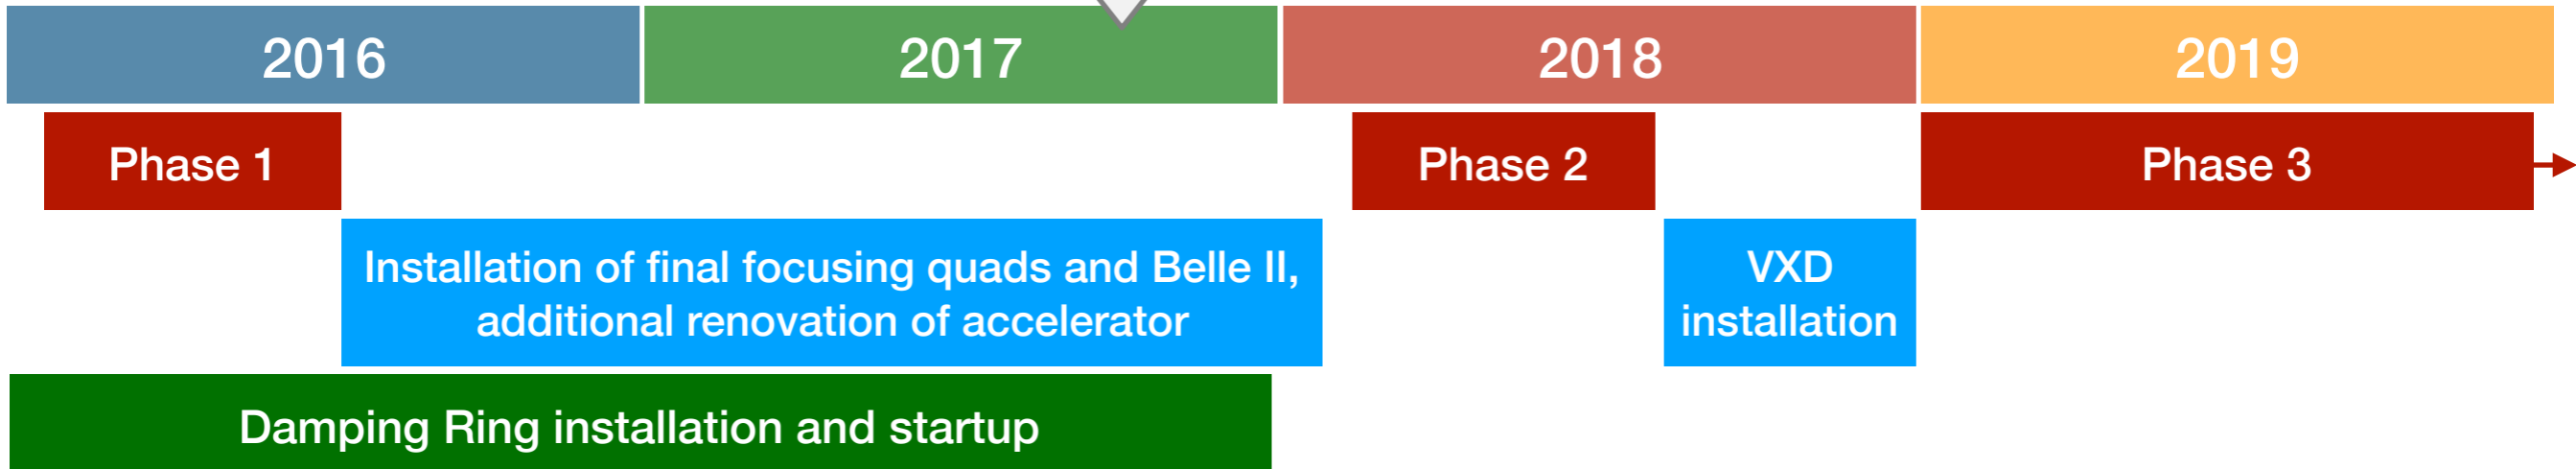 2016
2017
2018
2019
Phase 1
Phase 2
Phase 3
Installation of final focusing quads and Belle II,
additional renovation of accelerator
VXD
installation
Damping Ring installation and startup